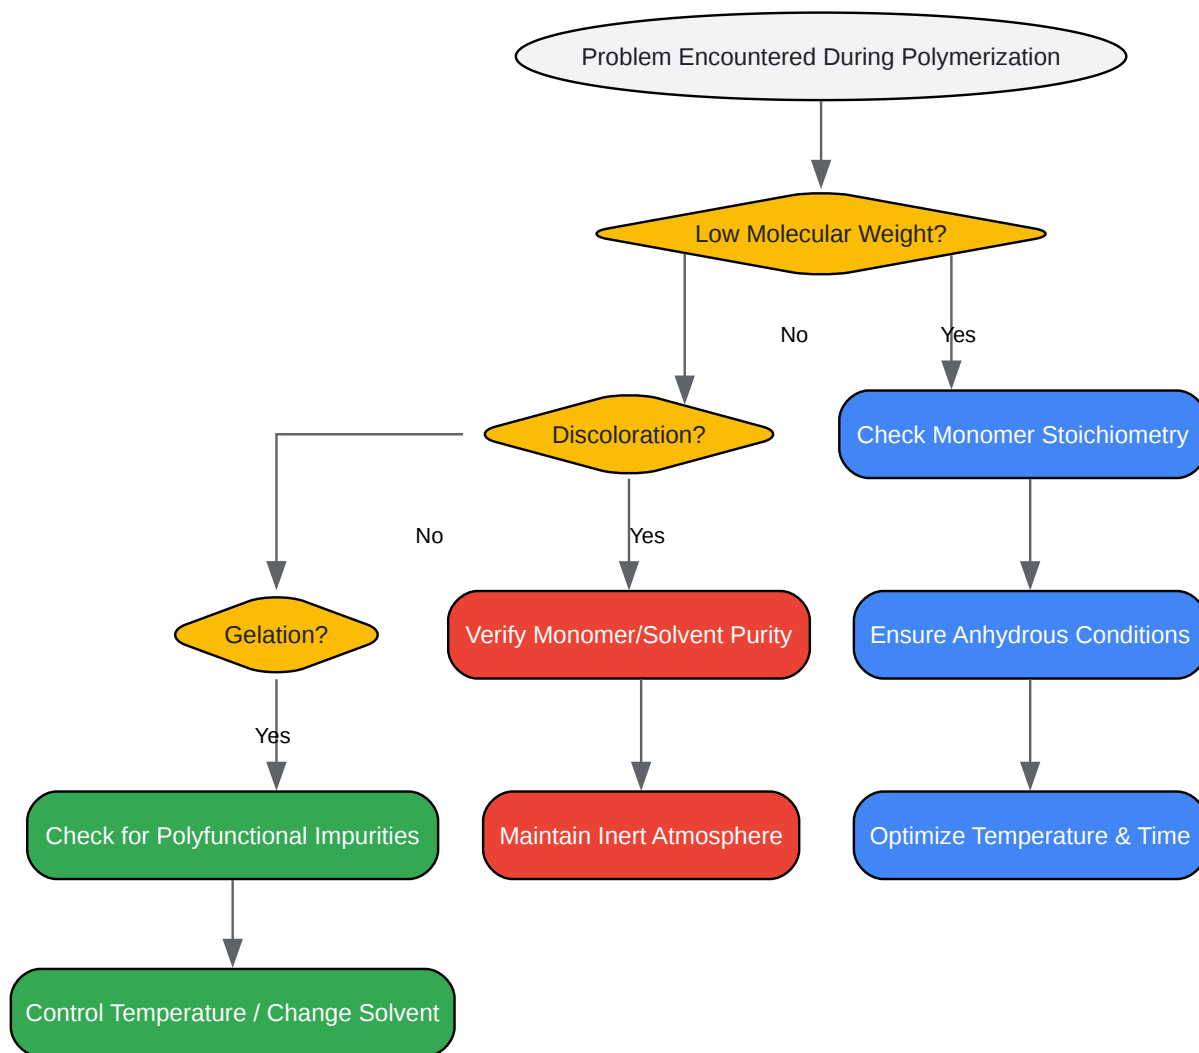 Problem Encountered During Polymerization
Low Molecular Weight?
No
Yes
Discoloration?
Check Monomer Stoichiometry
No
Yes
Gelation?
Verify Monomer/Solvent Purity
Ensure Anhydrous Conditions
Yes
Check for Polyfunctional Impurities
Maintain Inert Atmosphere
Optimize Temperature & Time
Control Temperature / Change Solvent